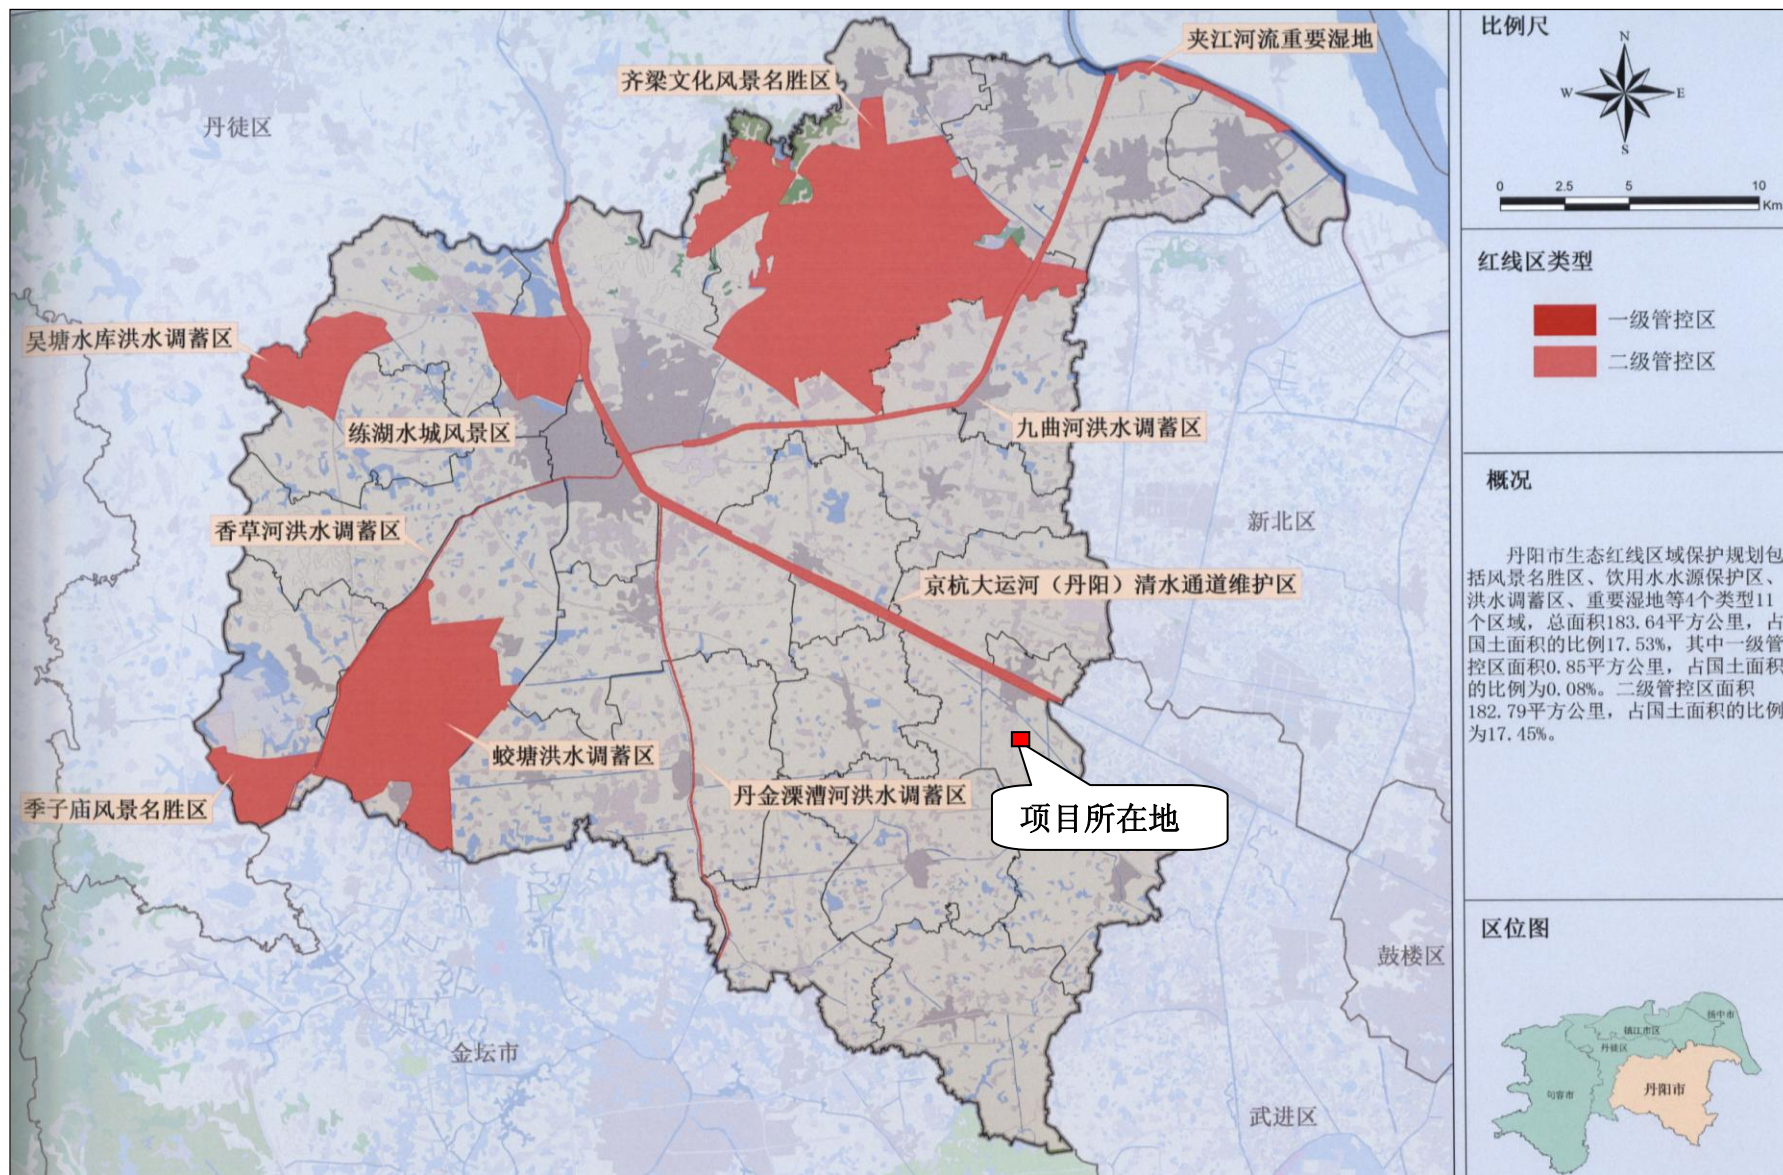 夹江河流重要湿地
齐梁文化风景名胜区
丹徒区
吴塘水库洪水调蓄区
练湖水城风景区
九曲河洪水调蓄区
香草河洪水调蓄区
新北区
京杭大运河（丹阳）清水通道维护区
蛟塘洪水调蓄区
丹金溧漕河洪水调蓄区
季子庙风景名胜区
项目所在地
鼓楼区
金坛市
武进区
比例尺
N
W
E
S
0 2.5 5 10
Km
红线区类型
一级管控区
二级管控区
概况
丹阳市生态红线区域保护规划包
括风景名胜区、饮用水水源保护区、
洪水调蓄区、重要湿地等4个类型11
个区域，总面积183.64平方公里，占
国土面积的比例17.53%，其中一级管
控区面积0.85平方公里，占国土面积
的比例为0.08%。二级管控区面积
182.79平方公里，占国土面积的比例
为17.45%。
区位图
扬中市
镇江市区
丹徒区
句容市
丹阳市